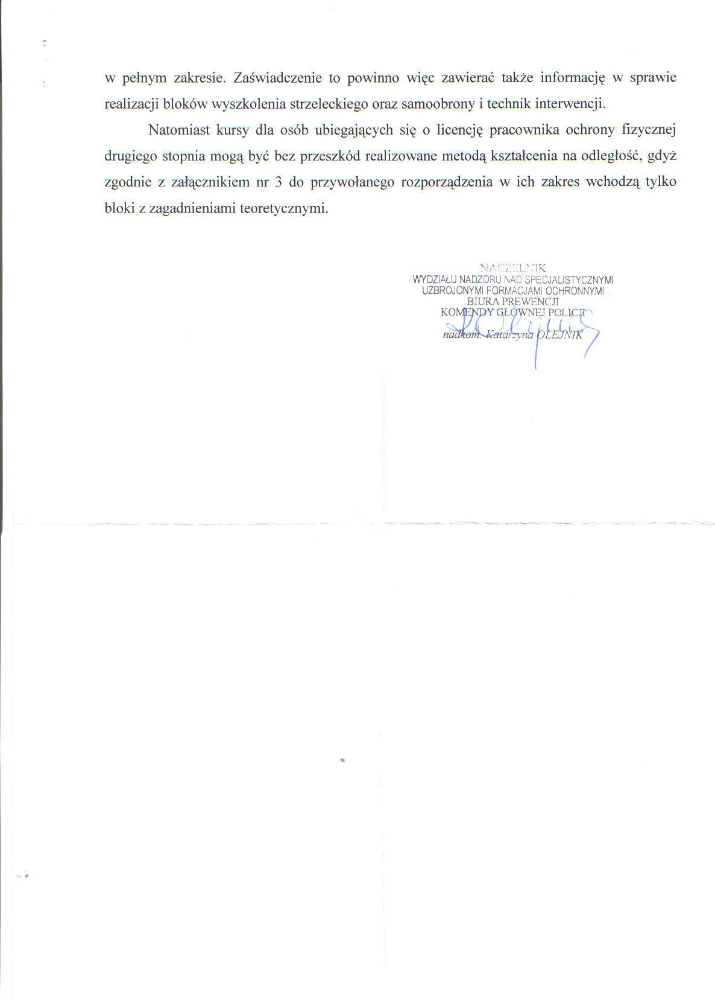 w pełnym zakresie. Zaświadczenie to powinno więc zawierać także informację w sprawie
realizacji bloków wyszkolenia strzeleckiego oraz samoobrony i technik interwencji.
Natomiast kursy dla osób ubiegających się o licencję pracownika ochrony fizycznej
drugiego stopnia mogą być bez przeszkód realizowane metodą kształcenia na odległość, gdyż
zgodnie z załącznikiem nr 3 do przywołanego rozporządzenia w ich zakres wchodzą tylko
bloki z zagadnieniami teoretycznymi.
NACZELNIK
WYDZIAŁU NADZORU NAD SPECJALISTYCZNYMI
UZBROJONYMI FORMACJAMI OCHRONNYMI
BIURA PREWENCJI
KOMENDY GŁÓWNEJ POLICJI
nadkom. Katarzyna OLEJNIK